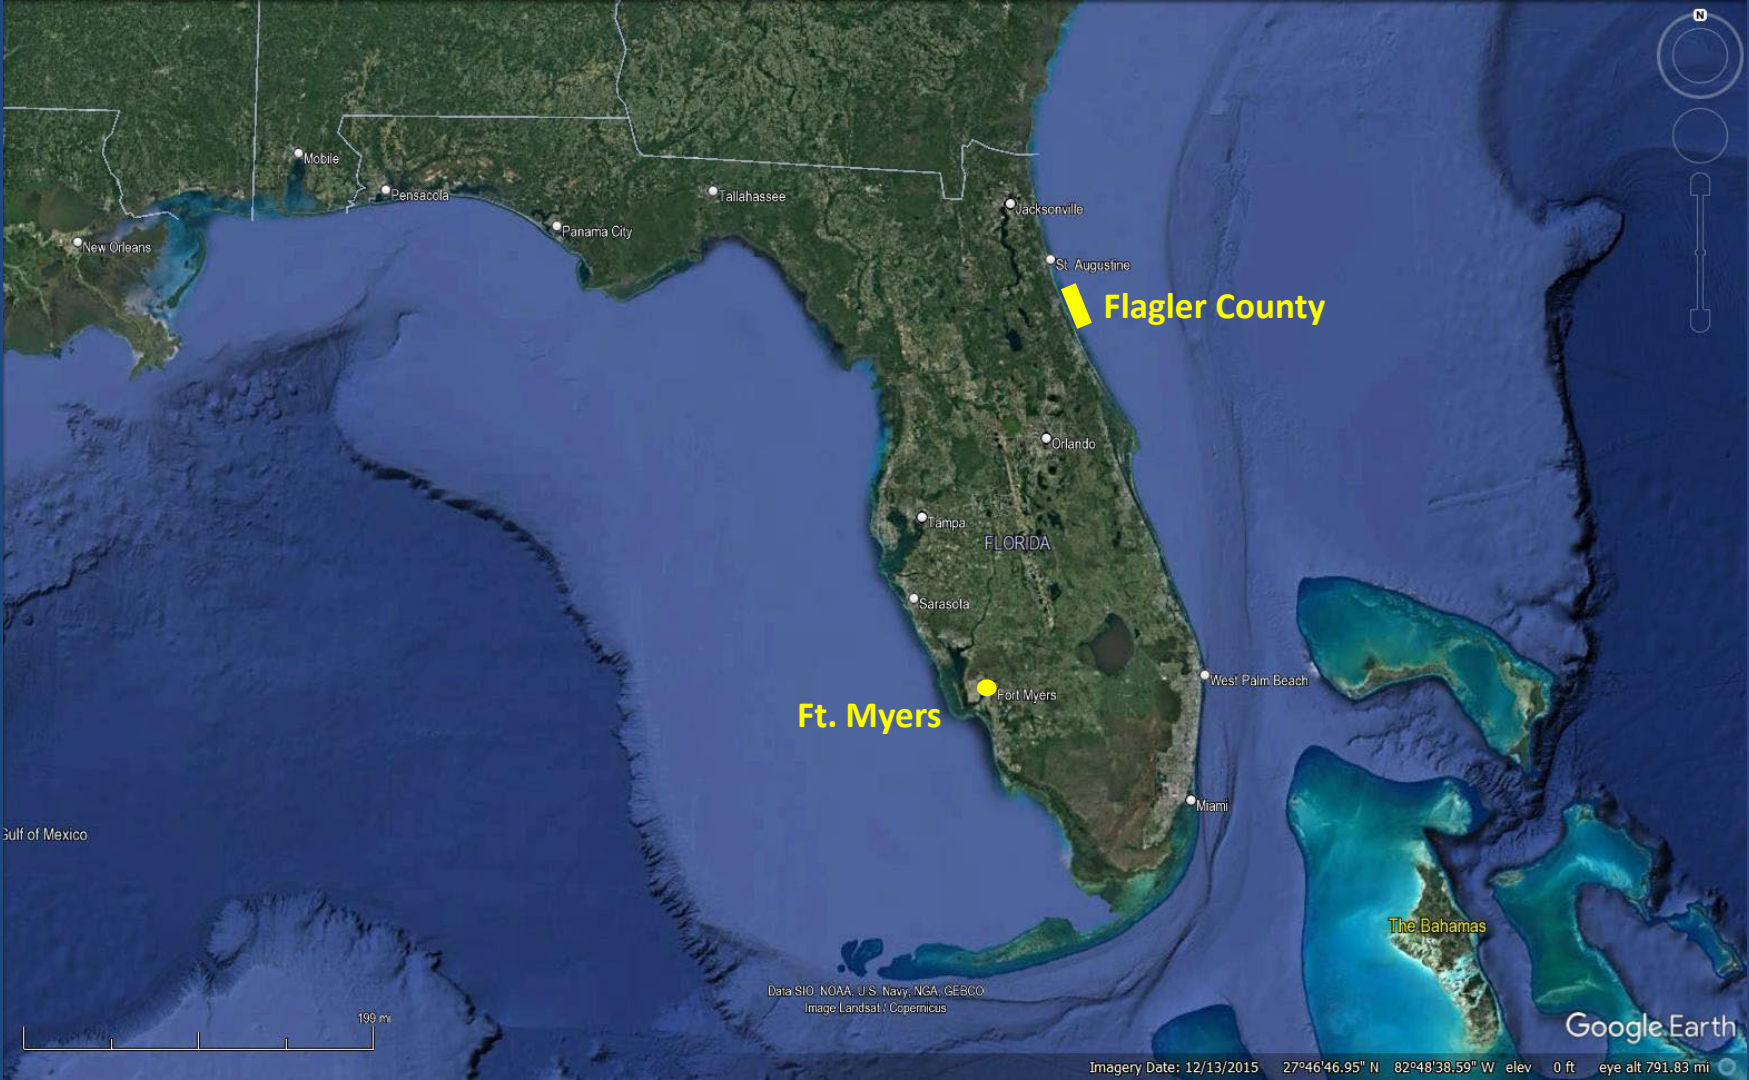 N
Mobile
Pensacola
Tallahassee
Jacksonville
Panama City
New Orleans
St. Augustine
Flagler County
Orlando
Tampa
FLORIDA
Sarasota
West Palm Beach
Fort Myers
Ft. Myers
Miami
Gulf of Mexico
The Bahamas
Data SIO, NOAA, U.S. Navy, NGA, GEBCO
Image Landsat / Copernicus
199 mi
Google Earth
Imagery Date: 12/13/2015 27°46'46.95" N 82°48'38.59" W elev 0 ft eye alt 791.83 mi